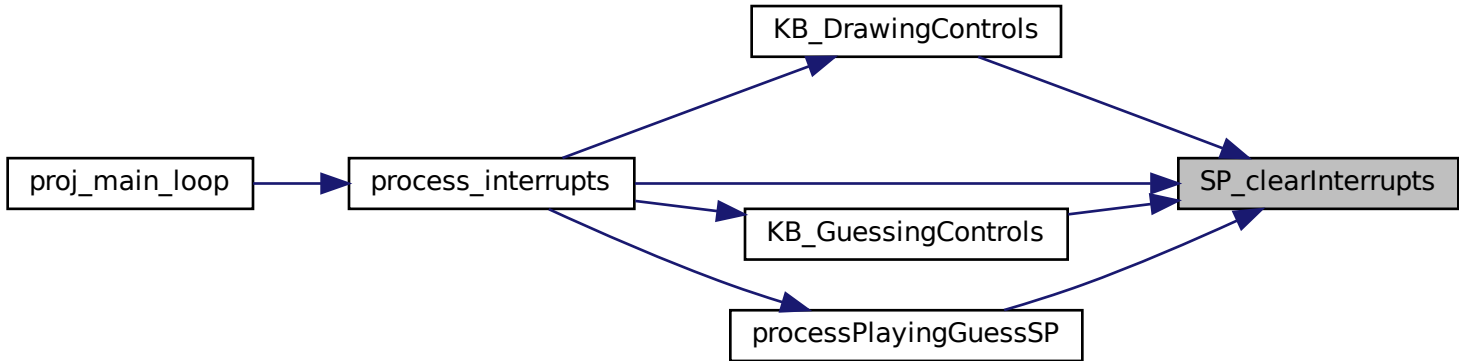 KB_DrawingControls
proj_main_loop
process_interrupts
SP_clearInterrupts
KB_GuessingControls
processPlayingGuessSP